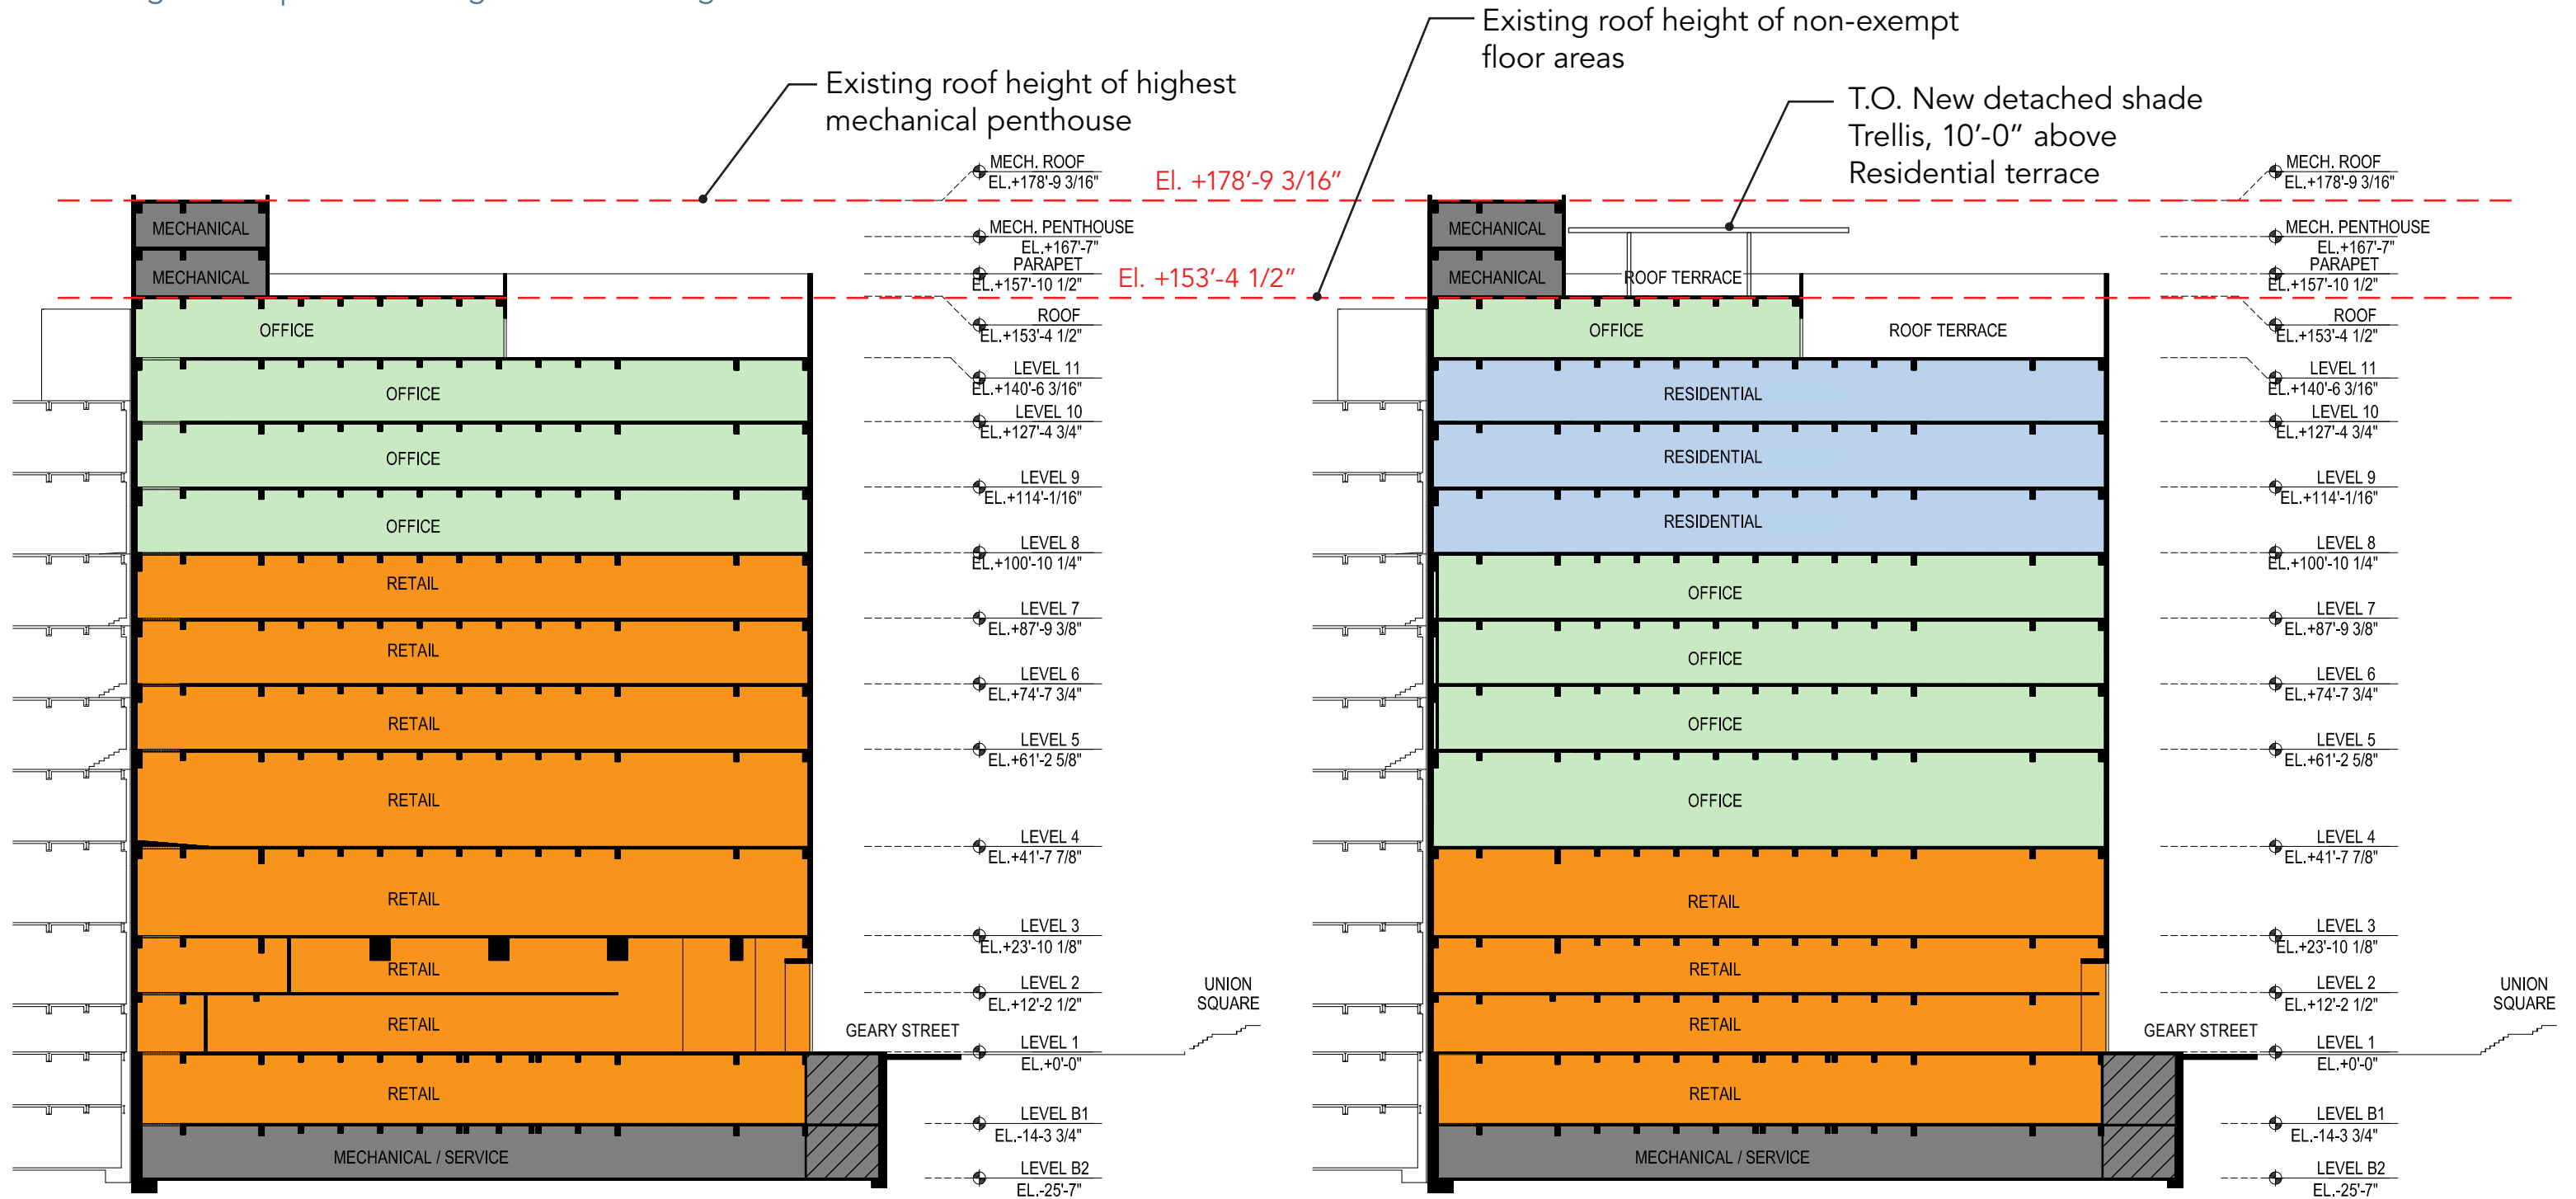 Existing roof height of non-exempt
floor areas
Existing roof height of highest
mechanical penthouse
T.O. New detached shade
Trellis, 10'-0" above
Residential terrace
MECH. ROOF
EL.+178'-9 3/16"
El. +178'-9 3/16"
MECH. PENTHOUSE
EL.+167'-7"
PARAPET
EL.+157'-10 1/2"
El. +153'-4 1/2"
ROOF
EL.+153'-4 1/2"
LEVEL 11
EL.+140'-6 3/16"
LEVEL 10
EL.+127'-4 3/4"
LEVEL 9
EL.+114'-1/16"
LEVEL 8
EL.+100'-10 1/4"
LEVEL 7
EL.+87'-9 3/8"
LEVEL 6
EL.+74'-7 3/4"
LEVEL 5
EL.+61'-2 5/8"
LEVEL 4
EL.+41'-7 7/8"
LEVEL 3
EL.+23'-10 1/8"
LEVEL 2
EL.+12'-2 1/2"
LEVEL 1
EL.+0'-0"
LEVEL B1
EL.-14-3 3/4"
LEVEL B2
EL.-25'-7"
MECHANICAL
MECHANICAL
OFFICE
OFFICE
OFFICE
OFFICE
RETAIL
RETAIL
RETAIL
RETAIL
RETAIL
RETAIL
RETAIL
RETAIL
MECHANICAL / SERVICE
GEARY STREET
UNION
SQUARE
MECHANICAL
MECHANICAL
ROOF TERRACE
OFFICE
ROOF TERRACE
RESIDENTIAL
RESIDENTIAL
RESIDENTIAL
OFFICE
OFFICE
OFFICE
OFFICE
RETAIL
RETAIL
RETAIL
RETAIL
MECHANICAL / SERVICE
GEARY STREET
UNION
SQUARE
MECH. ROOF
EL.+178'-9 3/16"
MECH. PENTHOUSE
EL.+167'-7"
PARAPET
EL.+157'-10 1/2"
ROOF
EL.+153'-4 1/2"
LEVEL 11
EL.+140'-6 3/16"
LEVEL 10
EL.+127'-4 3/4"
LEVEL 9
EL.+114'-1/16"
LEVEL 8
EL.+100'-10 1/4"
LEVEL 7
EL.+87'-9 3/8"
LEVEL 6
EL.+74'-7 3/4"
LEVEL 5
EL.+61'-2 5/8"
LEVEL 4
EL.+41'-7 7/8"
LEVEL 3
EL.+23'-10 1/8"
LEVEL 2
EL.+12'-2 1/2"
LEVEL 1
EL.+0'-0"
LEVEL B1
EL.-14-3 3/4"
LEVEL B2
EL.-25'-7"